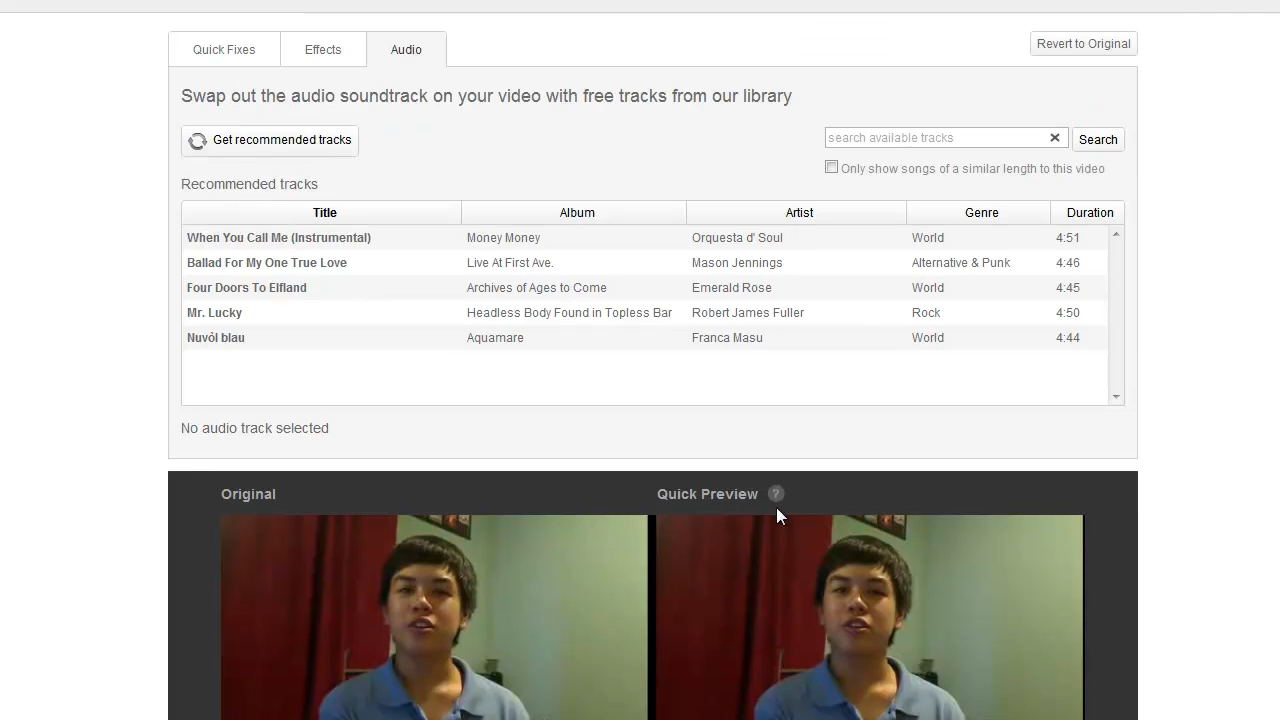 Quick Fixes Effects Audio Revert to Original
Swap out the audio soundtrack on your video with free tracks from our library
Get recommended tracks search available tracks × Search
Only show songs of a similar length to this video
Recommended tracks
Title Album Artist Genre Duration
When You Call Me (Instrumental) Money Money Orquesta d' Soul World 4:51
Ballad For My One True Love Live At First Ave. Mason Jennings Alternative & Punk 4:46
Four Doors To Elfland Archives of Ages to Come Emerald Rose World 4:45
Mr. Lucky Headless Body Found in Topless Bar Robert James Fuller Rock 4:50
Nuvòl blau Aquamare Franca Masu World 4:44
No audio track selected
Original Quick Preview ?